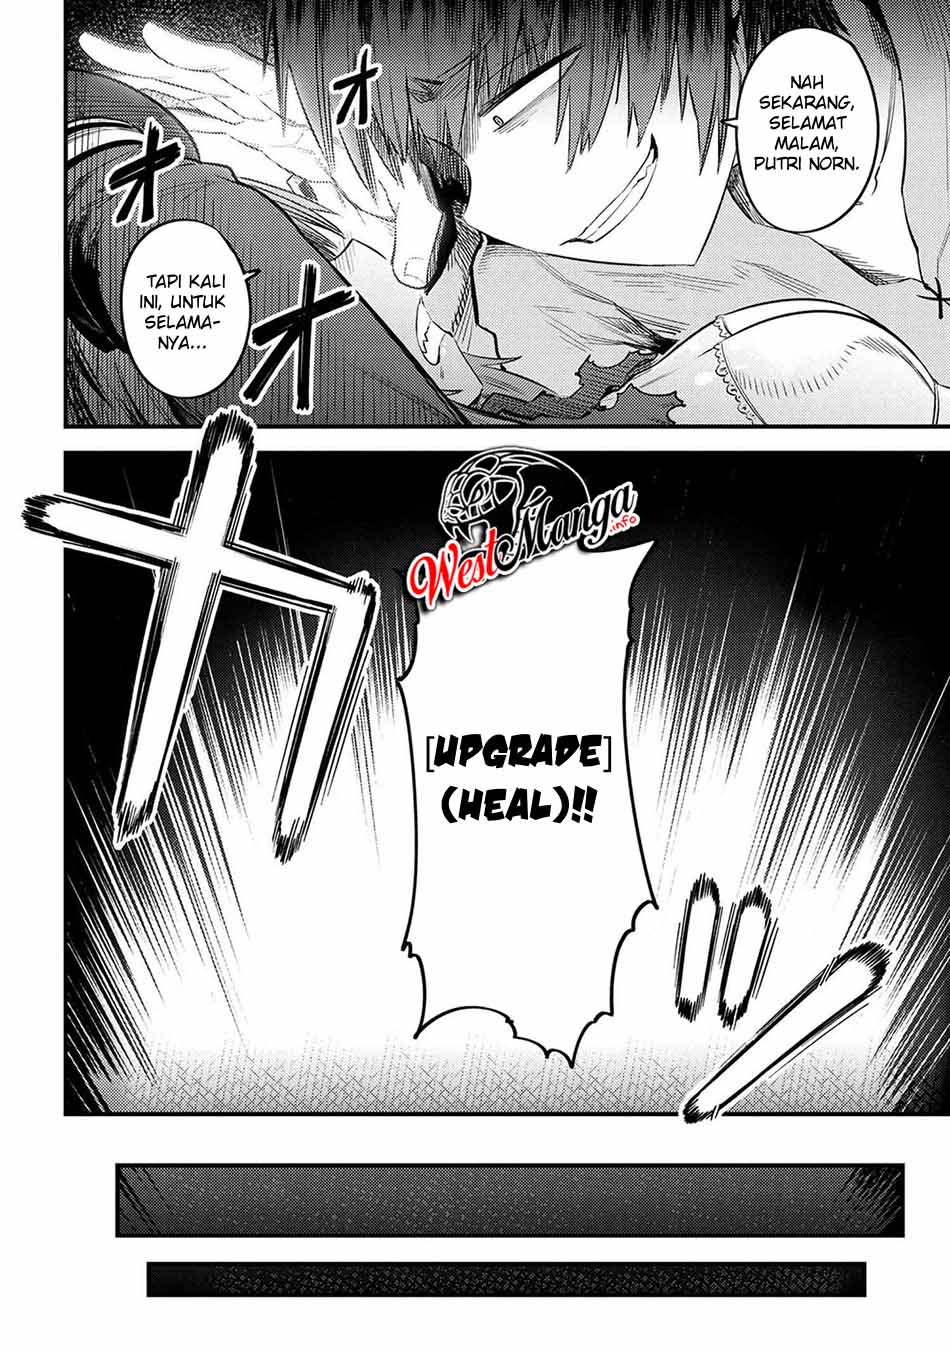 NAH
SEKARANG,
SELAMAT
MALAM,
PUTRI NORN.
TAPI KALI
INI, UNTUK
SELAMA-
NYA...
オオオオ
WestManga
.info
カッ
[UPGRADE]
(HEAL)!!